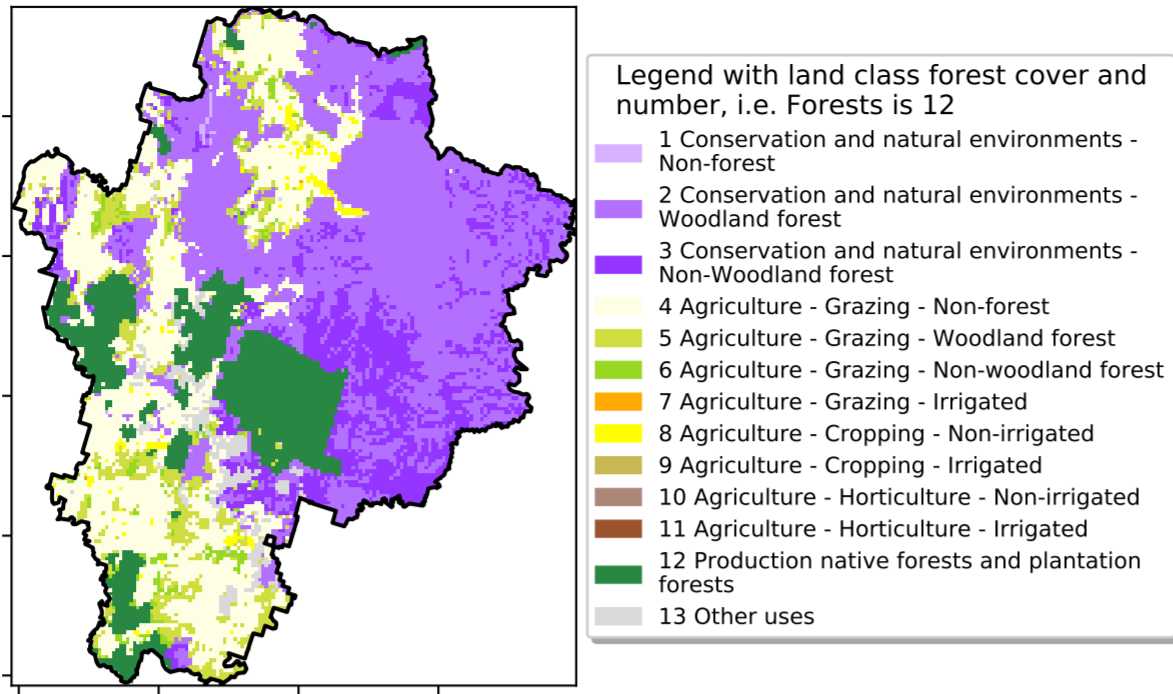 Legend with land class forest cover and
number, i.e. Forests is 12
1 Conservation and natural environments -
Non-forest
2 Conservation and natural environments -
Woodland forest
3 Conservation and natural environments -
Non-Woodland forest
4 Agriculture - Grazing - Non-forest
5 Agriculture - Grazing - Woodland forest
6 Agriculture - Grazing - Non-woodland forest
7 Agriculture - Grazing - Irrigated
8 Agriculture - Cropping - Non-irrigated
9 Agriculture - Cropping - Irrigated
10 Agriculture - Horticulture - Non-irrigated
11 Agriculture - Horticulture - Irrigated
12 Production native forests and plantation
forests
13 Other uses